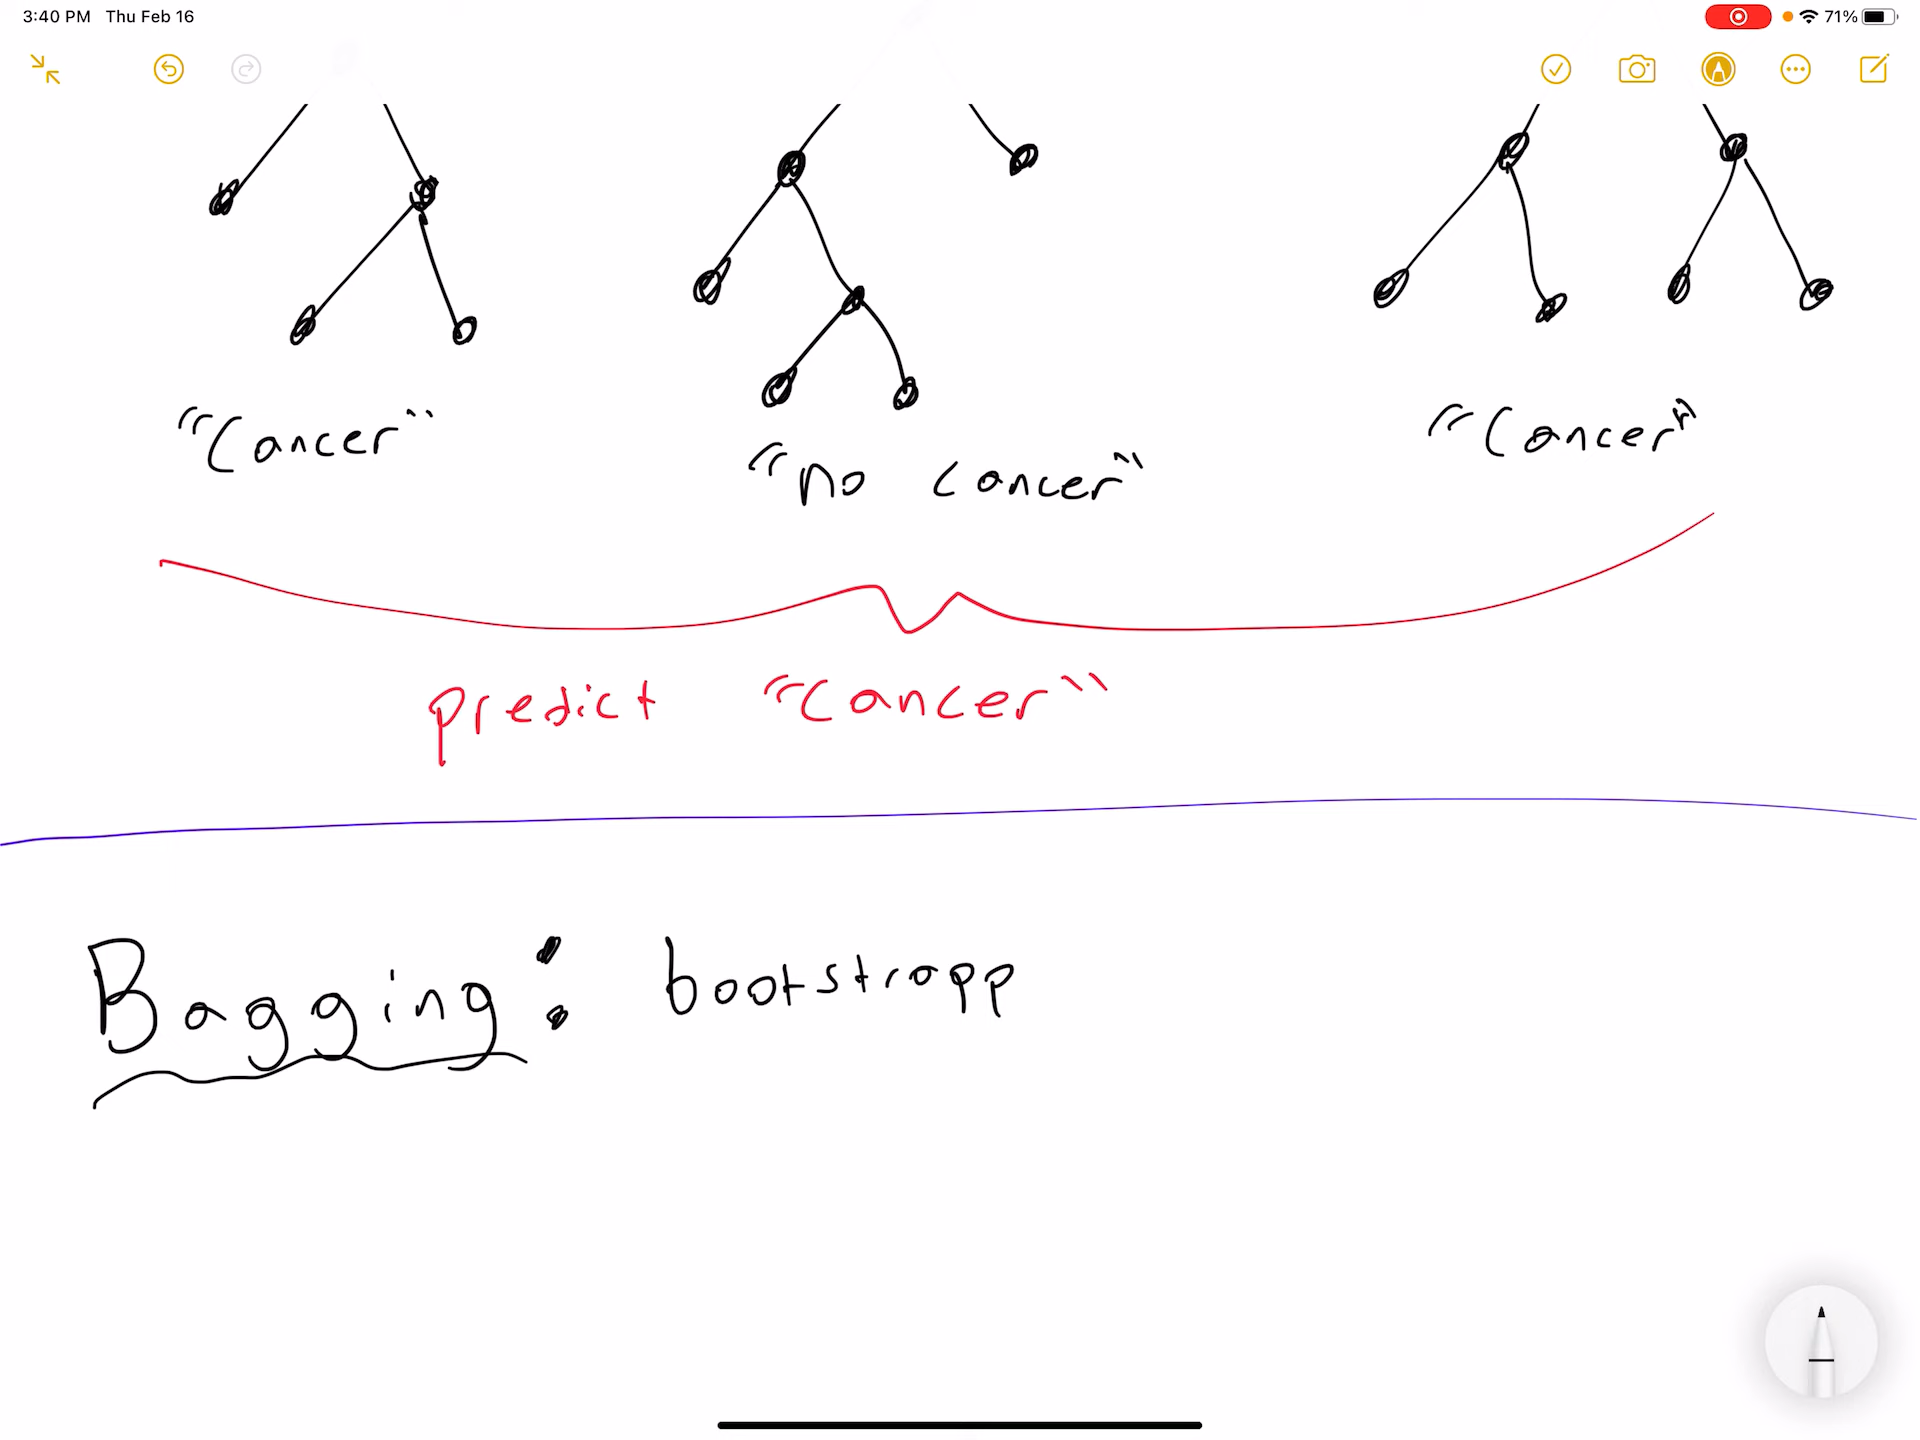 3:40 PM Thu Feb 16 71%
"Cancer" "no cancer" "Cancer"
predict "cancer"
Bagging: bootstrapp